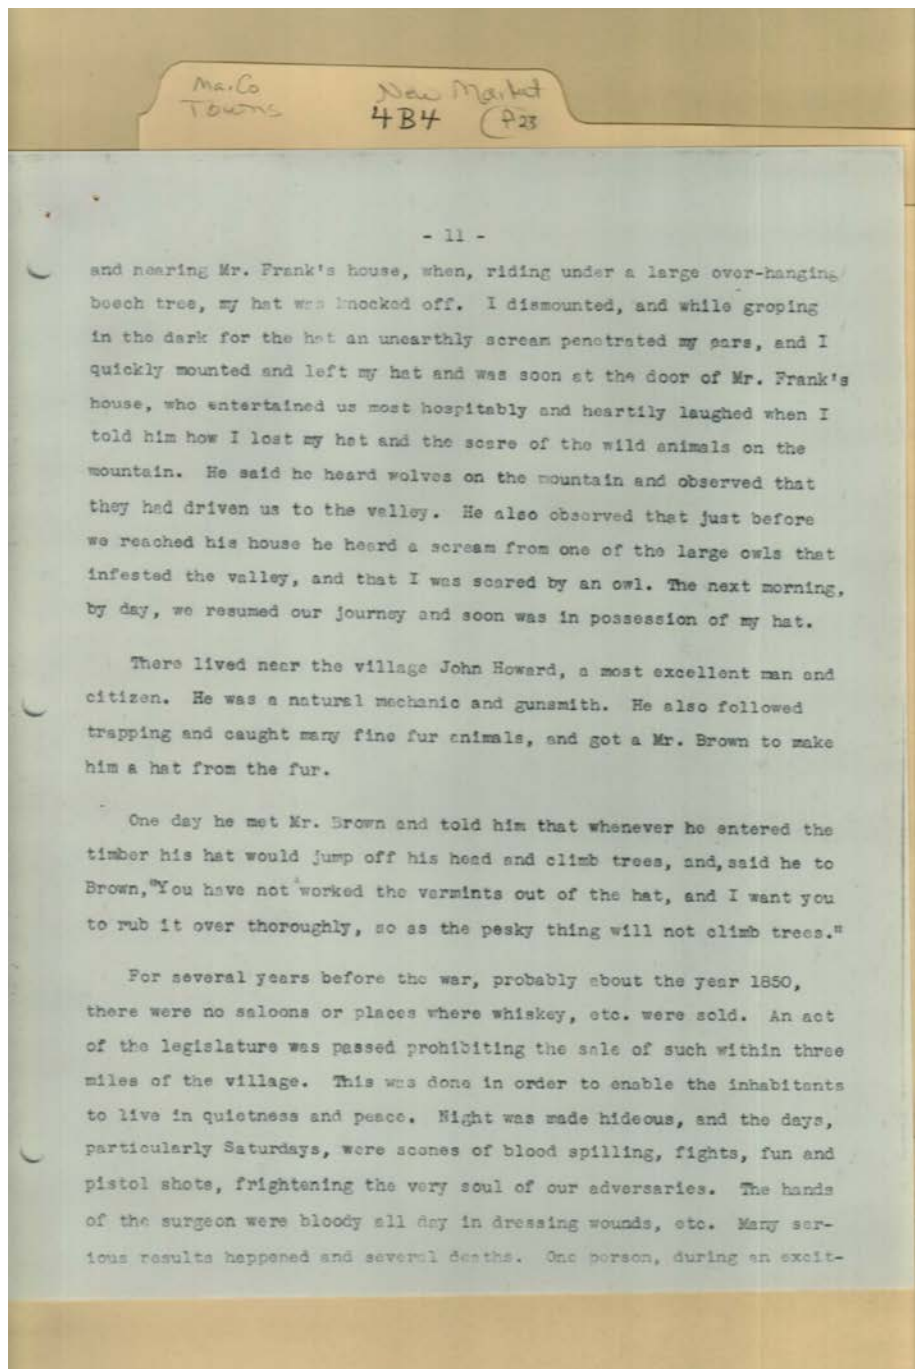 Ma.Co
Towns
New Market
4B4 (P23
- 11 -
and nearing Mr. Frank's house, when, riding under a large over-hanging
beech tree, my hat was knocked off. I dismounted, and while groping
in the dark for the hat an unearthly scream penetrated my ears, and I
quickly mounted and left my hat and was soon at the door of Mr. Frank's
house, who entertained us most hospitably and heartily laughed when I
told him how I lost my hat and the scare of the wild animals on the
mountain. He said he heard wolves on the mountain and observed that
they had driven us to the valley. He also observed that just before
we reached his house he heard a scream from one of the large owls that
infested the valley, and that I was scared by an owl. The next morning,
by day, we resumed our journey and soon was in possession of my hat.
There lived near the village John Howard, a most excellent man and
citizen. He was a natural mechanic and gunsmith. He also followed
trapping and caught many fine fur animals, and got a Mr. Brown to make
him a hat from the fur.
One day he met Mr. Brown and told him that whenever he entered the
timber his hat would jump off his head and climb trees, and, said he to
Brown,"You have not worked the varmints out of the hat, and I want you
to rub it over thoroughly, so as the pesky thing will not climb trees."
For several years before the war, probably about the year 1850,
there were no saloons or places where whiskey, etc. were sold. An act
of the legislature was passed prohibiting the sale of such within three
miles of the village. This was done in order to enable the inhabitants
to live in quietness and peace. Night was made hideous, and the days,
particularly Saturdays, were scenes of blood spilling, fights, fun and
pistol shots, frightening the very soul of our adversaries. The hands
of the surgeon were bloody all day in dressing wounds, etc. Many ser-
ious results happened and several deaths. One person, during an excit-